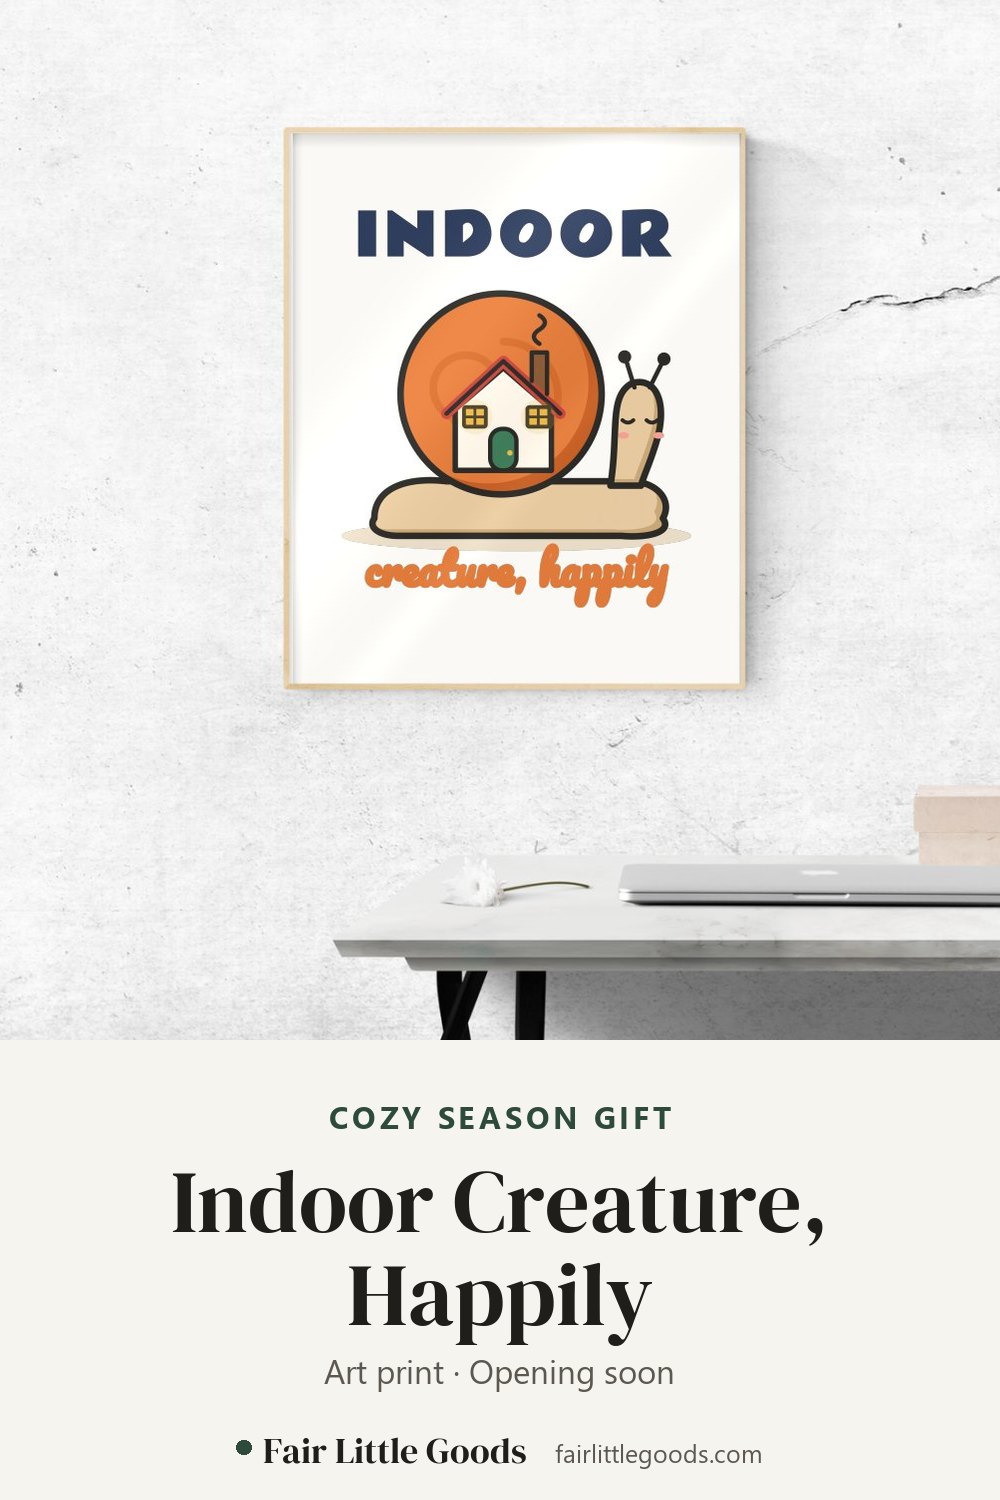 INDOOR
creature, happily
COZY SEASON GIFT
Indoor Creature,
Happily
Art print · Opening soon
Fair Little Goods fairlittlegoods.com